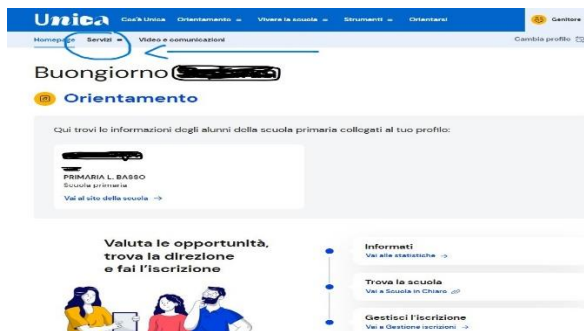 Unica Cos'è Unica Orientamento Vivere la scuola Strumenti Orientarsi Genitore
Homepage Servizi Video e comunicazioni Cambia profilo
Buongiorno
Orientamento
Qui trovi le informazioni degli alunni della scuola primaria collegati al tuo profilo:
PRIMARIA L. BASSO
Scuola primaria
Vai al sito della scuola →
Valuta le opportunità,
trova la direzione
e fai l'iscrizione
Informati
Vai alle statistiche →
Trova la scuola
Vai a Scuola in Chiaro
Gestisci l'iscrizione
Vai a Gestione iscrizioni →